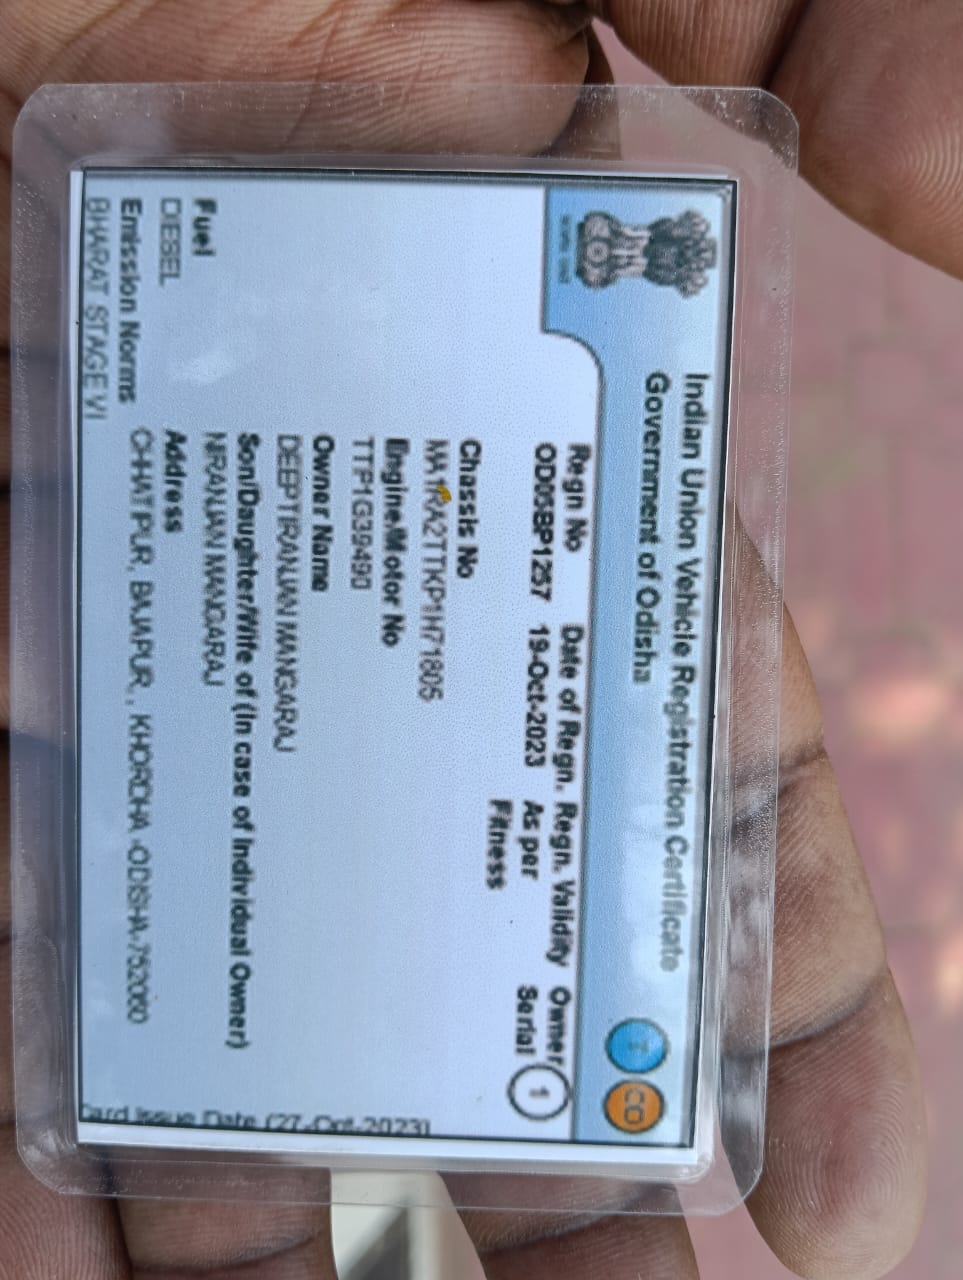 Indian Union Vehicle Registration Certificate
Government of Odisha
T CO
Regn No Date of Regn. Regn. Validity Owner
19-Oct-2023 As per Serial 1
Fitness
Chassis No
Engine/Motor No
TTP1G39490
Owner Name
DEEPTIRANJAN MANGARAJ
Son/Daughter/Wife of (In case of Individual Owner)
NIRANJAN MANGARAJ
Fuel
DIESEL
Address
Emission Norms
CHHATIPUR, BAJAPUR, , KHORDHA -ODISHA-752060
BHARAT STAGE VI
Card Issue Date (27-Oct-2023)